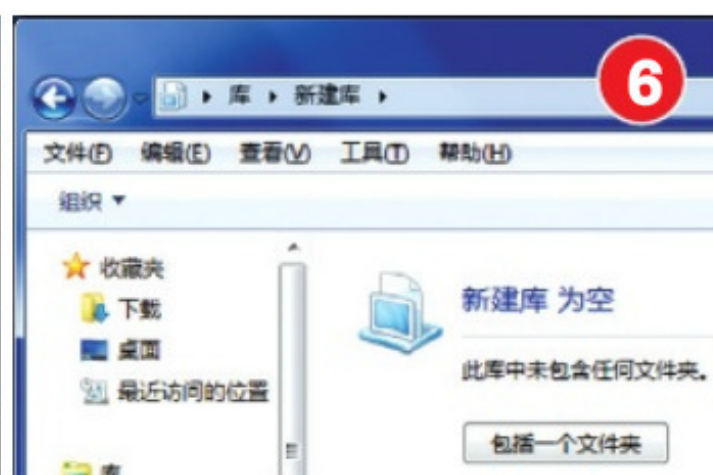 6
库 新建库
文件(F) 编辑(E) 查看(V) 工具(T) 帮助(H)
组织
收藏夹
下载
桌面
最近访问的位置
库
新建库 为空
此库中未包含任何文件夹。
包括一个文件夹